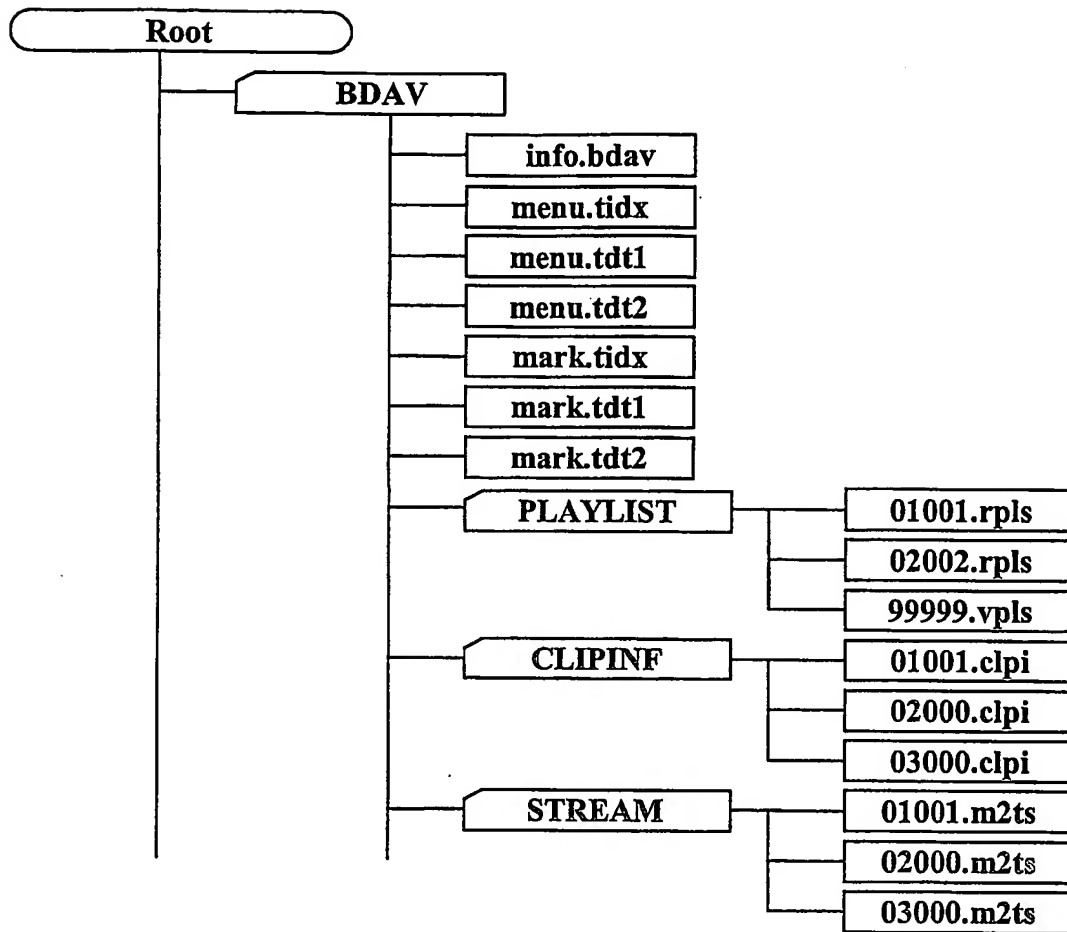 Root
BDAV
info.bdav
menu.tidx
menu.tdt1
menu.tdt2
mark.tidx
mark.tdt1
mark.tdt2
PLAYLIST
01001.rpls
02002.rpls
99999.vpls
CLIPINF
01001.clpi
02000.clpi
03000.clpi
STREAM
01001.m2ts
02000.m2ts
03000.m2ts